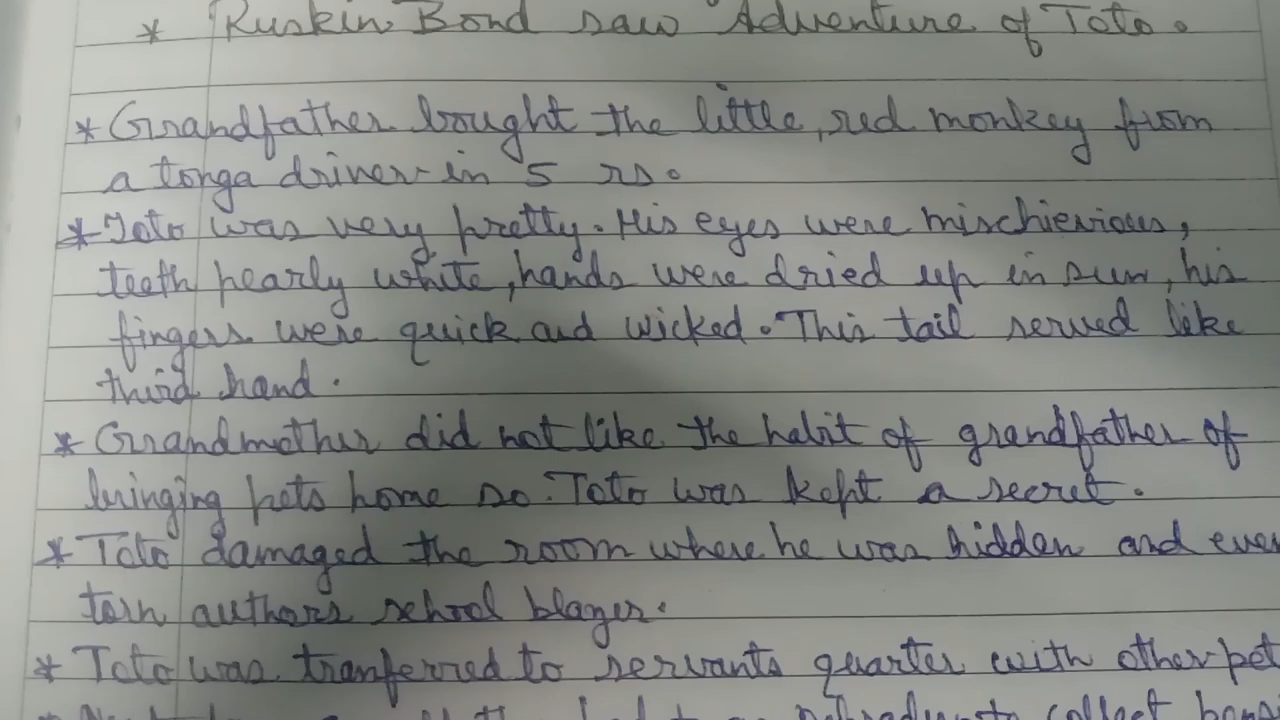 * Ruskin Bond saw Adventure of Toto.
* Grandfather bought the little, red monkey from
a tonga driver in 5 rs.
* Toto was very pretty. His eyes were mischievious,
teeth pearly white, hands were dried up in sun, his
fingers were quick and wicked. This tail served like
third hand.
* Grandmother did not like the habit of grandfather of
bringing pets home so. Toto was kept a secret.
* Toto damaged the room where he was hidden and even
torn authors school blazer.
* Toto was tranferred to servants quarter with other pet
to collect